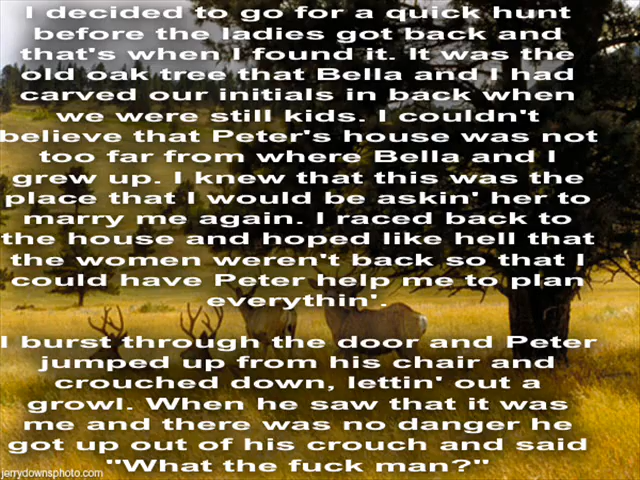 I decided to go for a quick hunt
before the ladies got back and
that's when I found it. It was the
old oak tree that Bella and I had
carved our initials in back when
we were still kids. I couldn't
believe that Peter's house was not
too far from where Bella and I
grew up. I knew that this was the
place that I would be askin' her to
marry me again. I raced back to
the house and hoped like hell that
the women weren't back so that I
could have Peter help me to plan
everythin'.
I burst through the door and Peter
jumped up from his chair and
crouched down, lettin' out a
growl. When he saw that it was
me and there was no danger he
got up out of his crouch and said
"What the fuck man?"
jerrydownsphoto.com